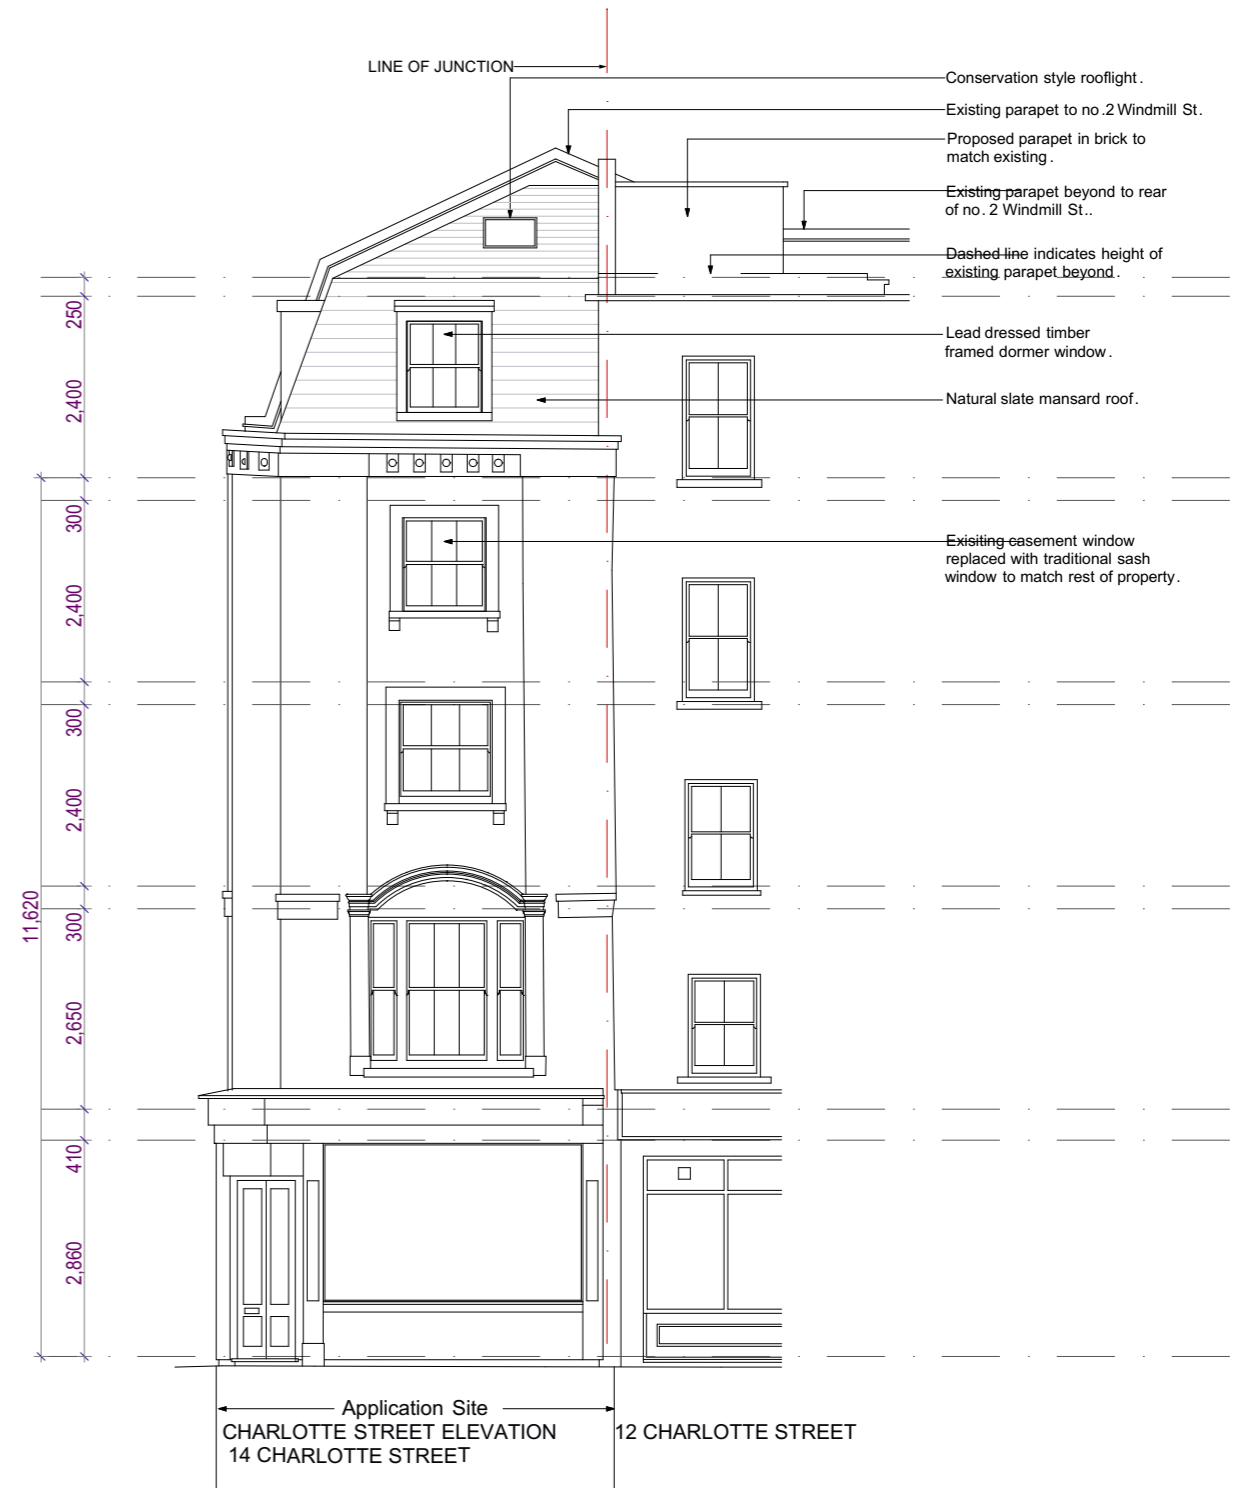 LINE OF JUNCTION
Conservation style rooflight.
Existing parapet to no.2 Windmill St.
Proposed parapet in brick to
match existing.
Existing parapet beyond to rear
of no. 2 Windmill St..
Dashed line indicates height of
existing parapet beyond.
Lead dressed timber
framed dormer window.
Natural slate mansard roof.
Exisiting casement window
replaced with traditional sash
window to match rest of property.
250
2,400
300
2,400
300
2,400
11,620
300
2,650
410
2,860
Application Site
CHARLOTTE STREET ELEVATION
14 CHARLOTTE STREET
12 CHARLOTTE STREET